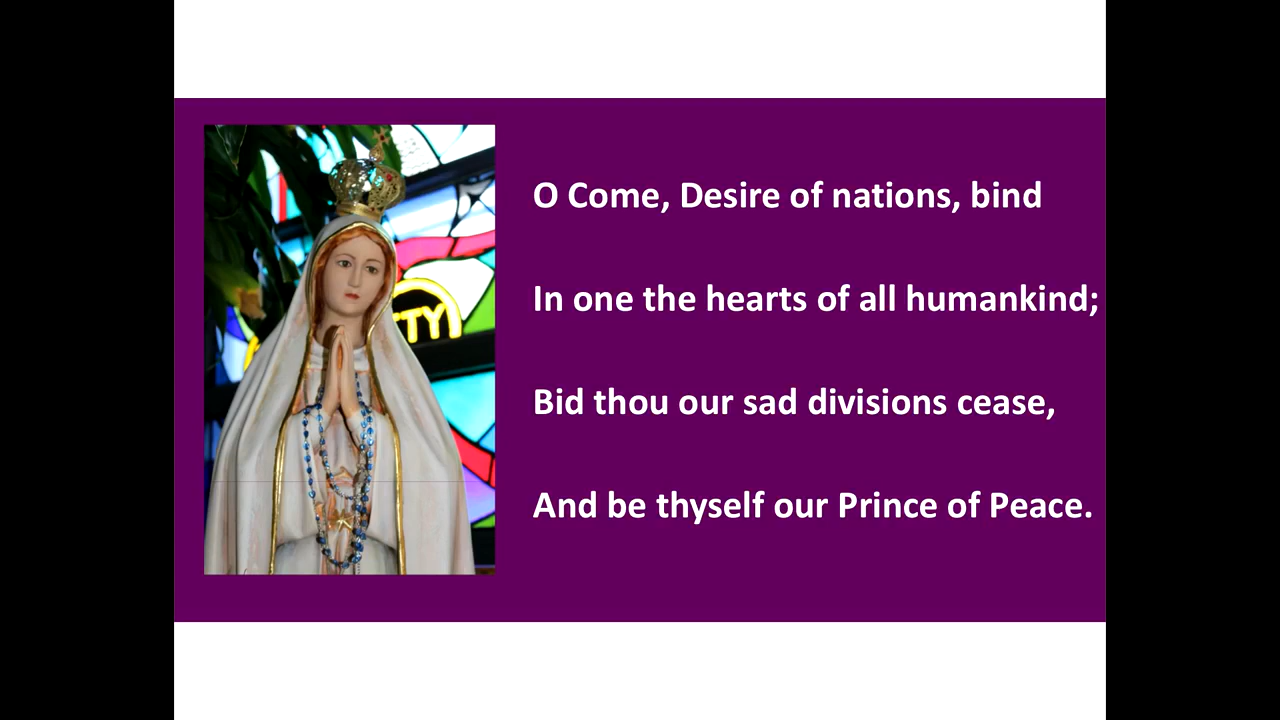 O Come, Desire of nations, bind
In one the hearts of all humankind;
Bid thou our sad divisions cease,
And be thyself our Prince of Peace.